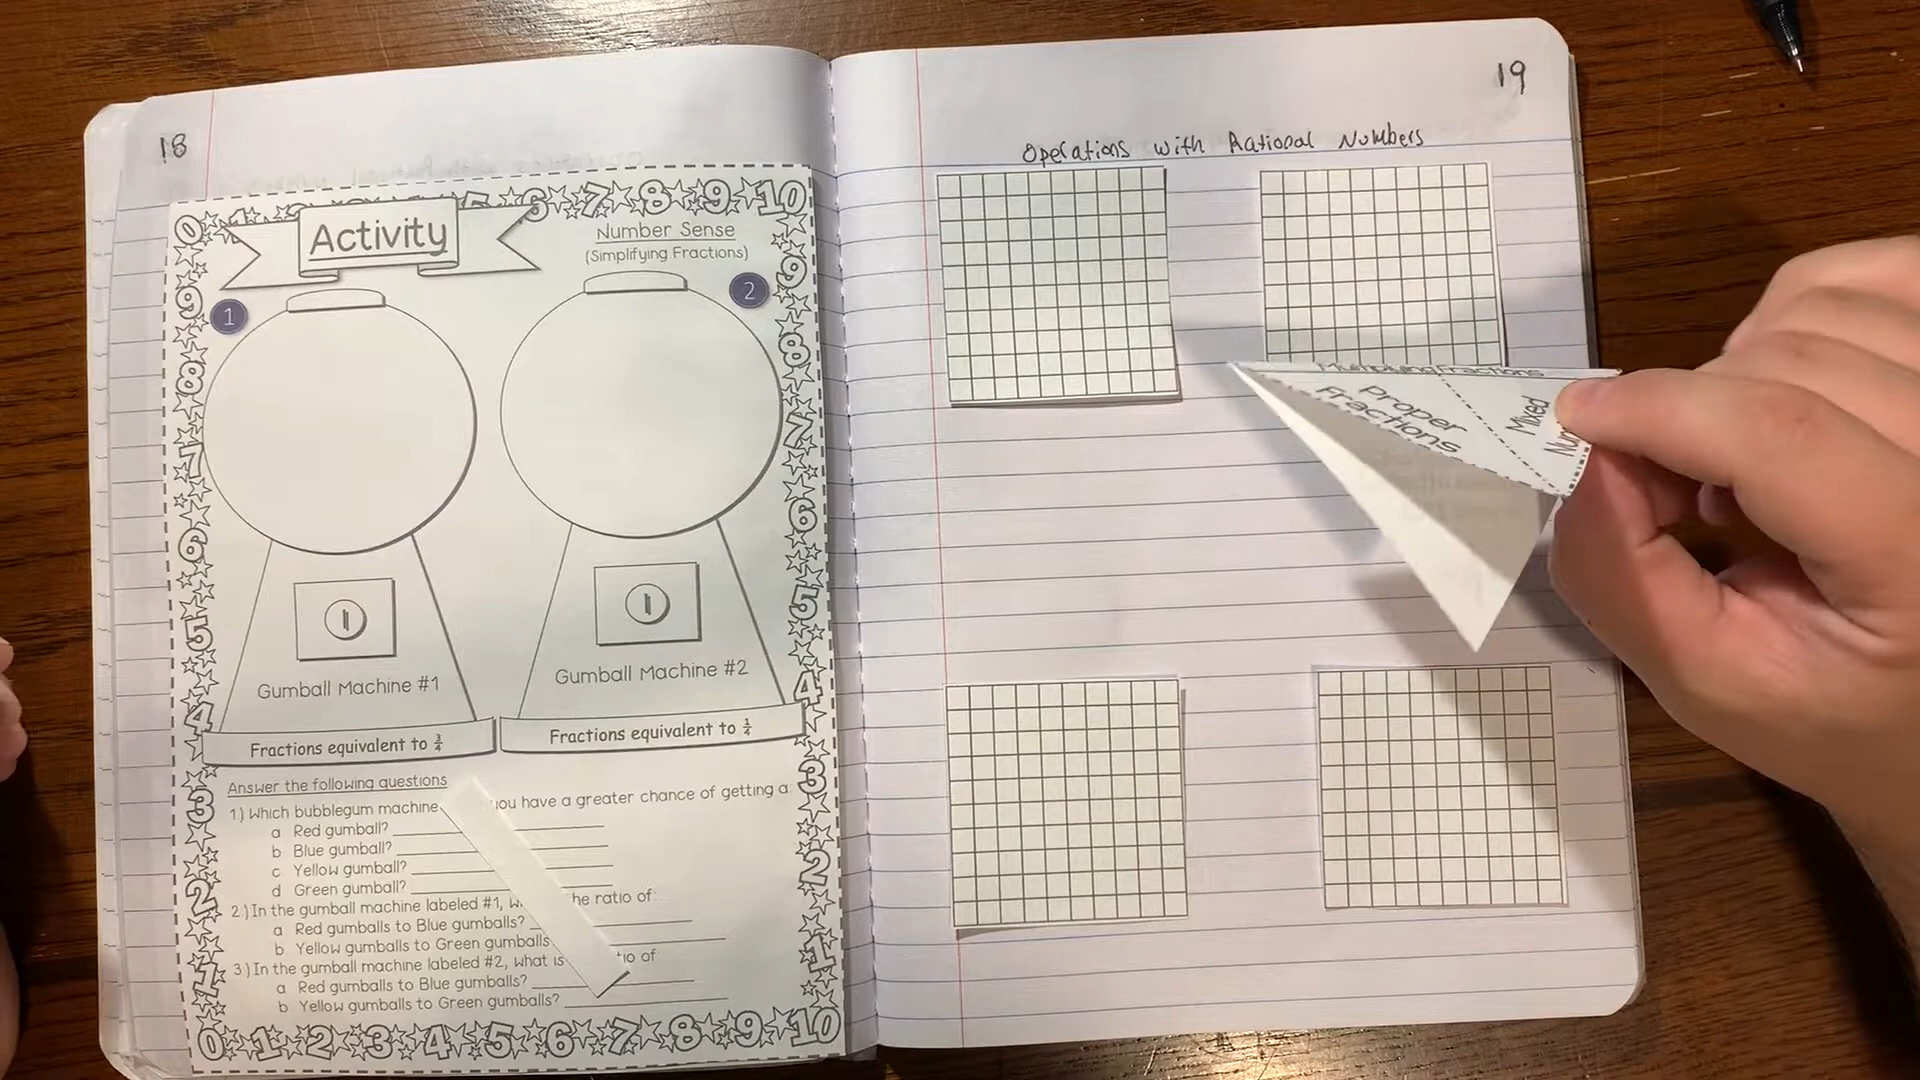 18
Activity
Number Sense
(Simplifying Fractions)
1
2
Gumball Machine #1
Gumball Machine #2
Fractions equivalent to 3/4
Fractions equivalent to 1/4
Answer the following questions
1) Which bubblegum machine you have a greater chance of getting a
a Red gumball?
b Blue gumball?
c Yellow gumball?
d Green gumball?
2) In the gumball machine labeled #1, the ratio of
a Red gumballs to Blue gumballs?
b Yellow gumballs to Green gumballs
3) In the gumball machine labeled #2, what is of
a Red gumballs to Blue gumballs?
b Yellow gumballs to Green gumballs?
0 1 2 3 4 5 6 7 8 9 10
19
Operations with Rational Numbers
Multiplying Fractions
Proper
Fractions
Mixed